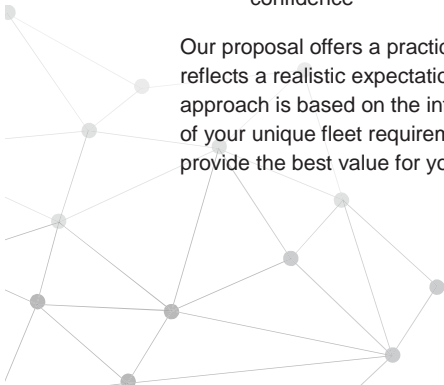 confidence
Our proposal offers a practic
reflects a realistic expectatio
approach is based on the in
of your unique fleet requirem
provide the best value for yo